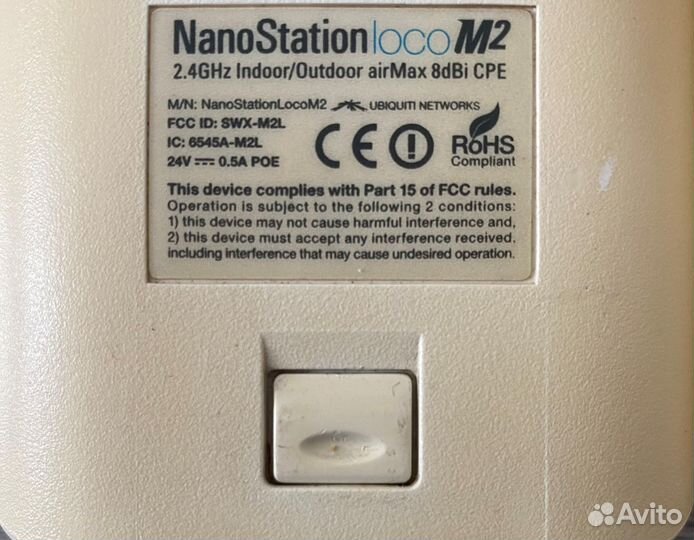 NanoStation loco M2
2.4GHz Indoor/Outdoor airMax 8dBi CPE
M/N: NanoStationLocoM2 UBIQUITI NETWORKS
FCC ID: SWX-M2L
IC: 6545A-M2L
24V 0.5A POE
CE
RoHS
Compliant
This device complies with Part 15 of FCC rules.
Operation is subject to the following 2 conditions:
1) this device may not cause harmful interference and,
2) this device must accept any interference received.
including interference that may cause undesired operation.
Avito